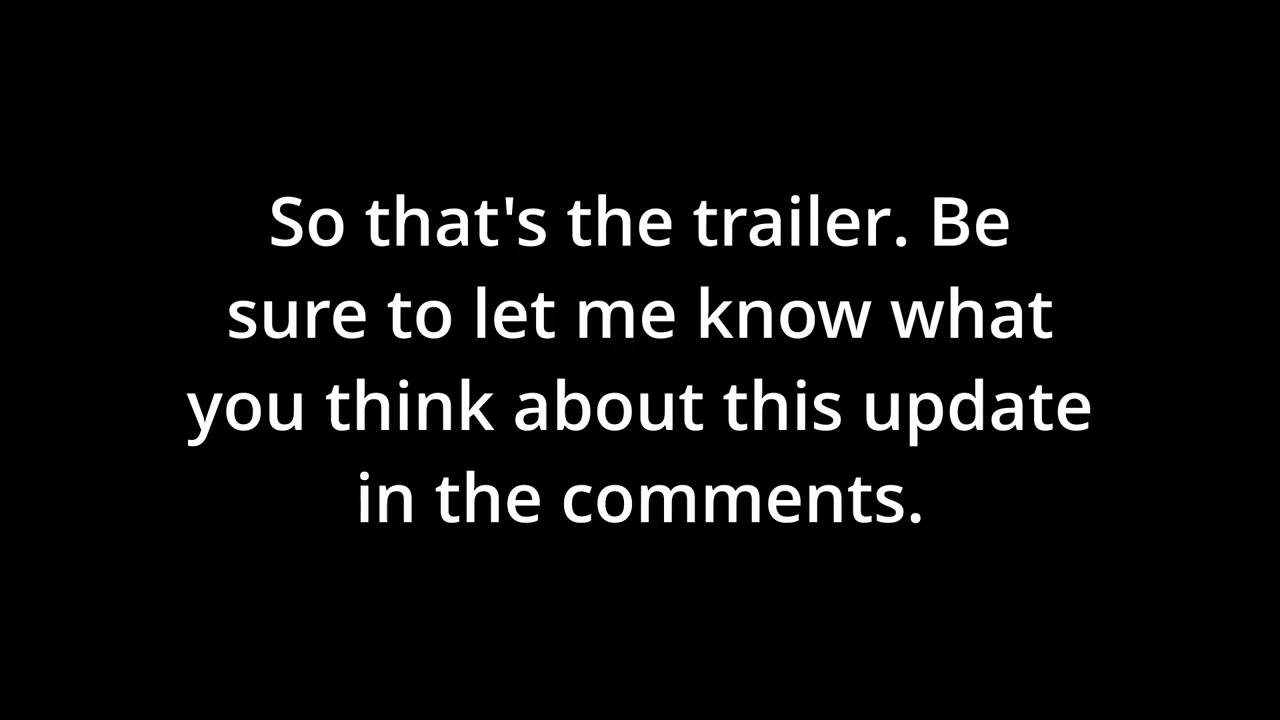 So that's the trailer. Be
sure to let me know what
you think about this update
in the comments.